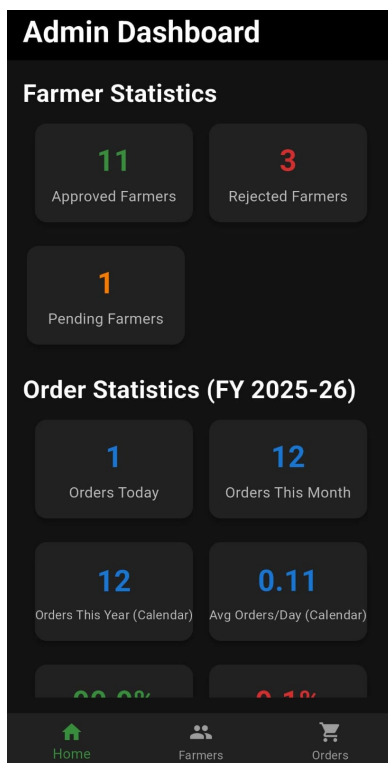 Admin Dashboard
Farmer Statistics
11
Approved Farmers
3
Rejected Farmers
1
Pending Farmers
Order Statistics (FY 2025-26)
1
Orders Today
12
Orders This Month
12
Orders This Year (Calendar)
0.11
Avg Orders/Day (Calendar)
Home
Farmers
Orders